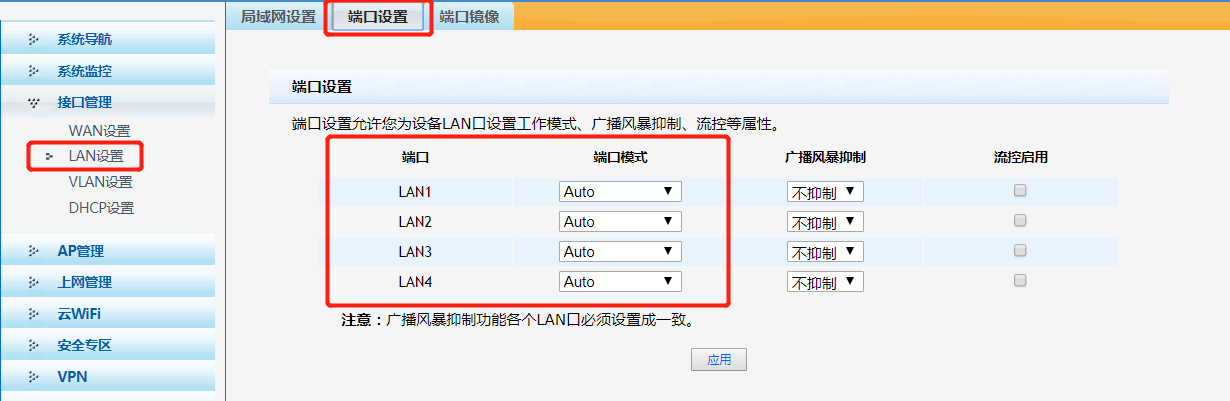 局域网设置 端口设置 端口镜像
系统导航
系统监控
接口管理
WAN设置
LAN设置
VLAN设置
DHCP设置
AP管理
上网管理
云WiFi
安全专区
VPN
端口设置
端口设置允许您为设备LAN口设置工作模式、广播风暴抑制、流控等属性。
端口 端口模式 广播风暴抑制 流控启用
LAN1 Auto 不抑制
LAN2 Auto 不抑制
LAN3 Auto 不抑制
LAN4 Auto 不抑制
注意：广播风暴抑制功能各个LAN口必须设置成一致。
应用